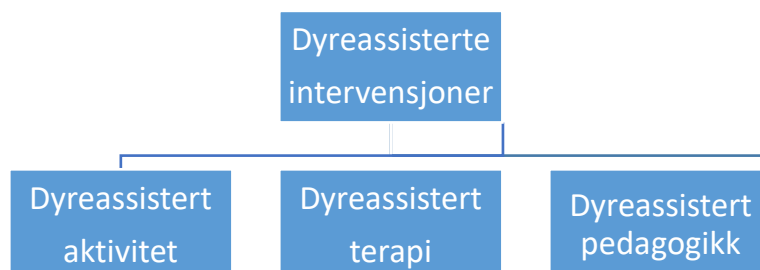 Dyreassisterte
intervensjoner
Dyreassistert
aktivitet
Dyreassistert
terapi
Dyreassistert
pedagogikk